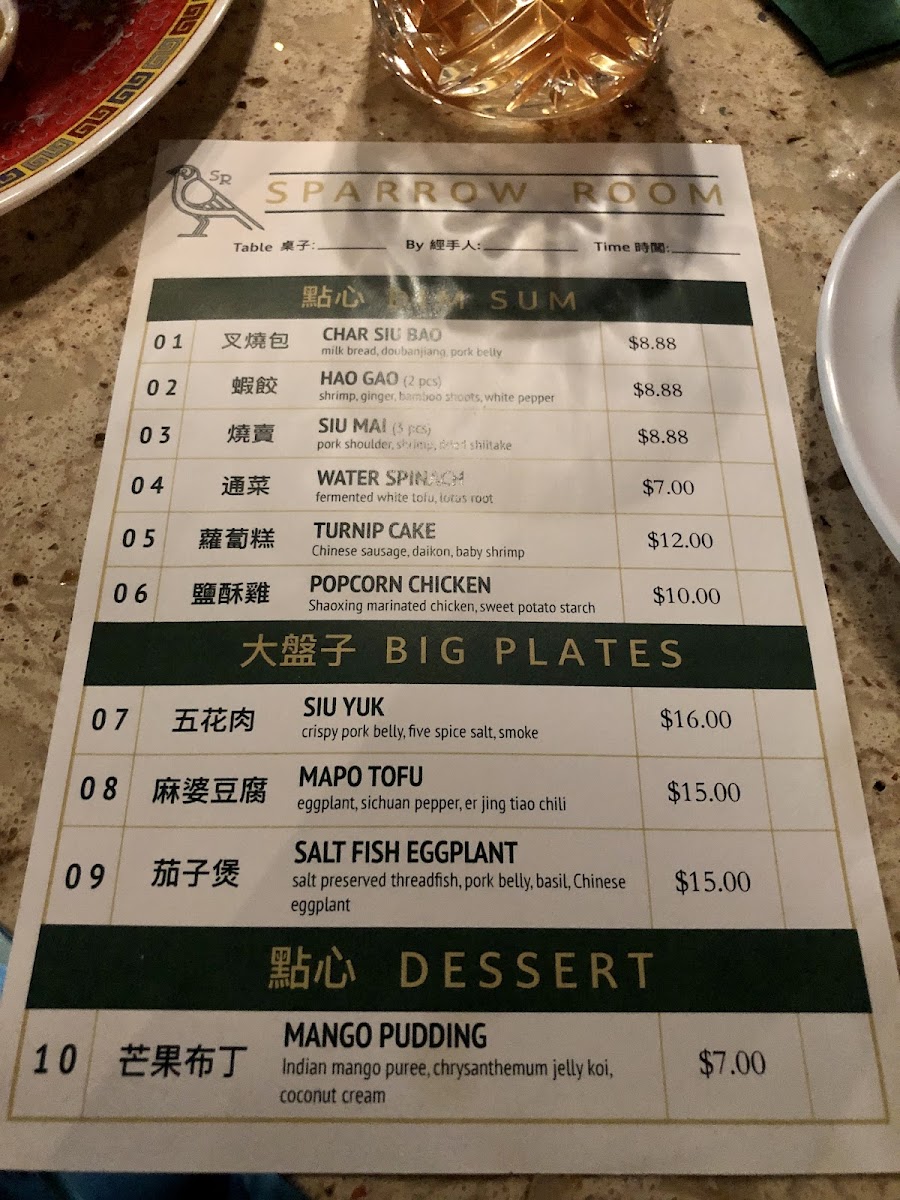 SR
SPARROW ROOM
Table 桌子: By 經手人: Time 時間:
點心 DIM SUM
01 叉燒包 CHAR SIU BAO $8.88
milk bread, doubanjiang, pork belly
02 蝦餃 HAO GAO (2 pcs) $8.88
shrimp, ginger, bamboo shoots, white pepper
03 燒賣 SIU MAI (3 pcs) $8.88
pork shoulder, shrimp, dried shiitake
04 通菜 WATER SPINACH $7.00
fermented white tofu, lotus root
05 蘿蔔糕 TURNIP CAKE $12.00
Chinese sausage, daikon, baby shrimp
06 鹽酥雞 POPCORN CHICKEN $10.00
Shaoxing marinated chicken, sweet potato starch
大盤子 BIG PLATES
07 五花肉 SIU YUK $16.00
crispy pork belly, five spice salt, smoke
08 麻婆豆腐 MAPO TOFU $15.00
eggplant, sichuan pepper, er jing tiao chili
09 茄子煲 SALT FISH EGGPLANT $15.00
salt preserved threadfish, pork belly, basil, Chinese
eggplant
點心 DESSERT
10 芒果布丁 MANGO PUDDING $7.00
Indian mango puree, chrysanthemum jelly koi,
coconut cream